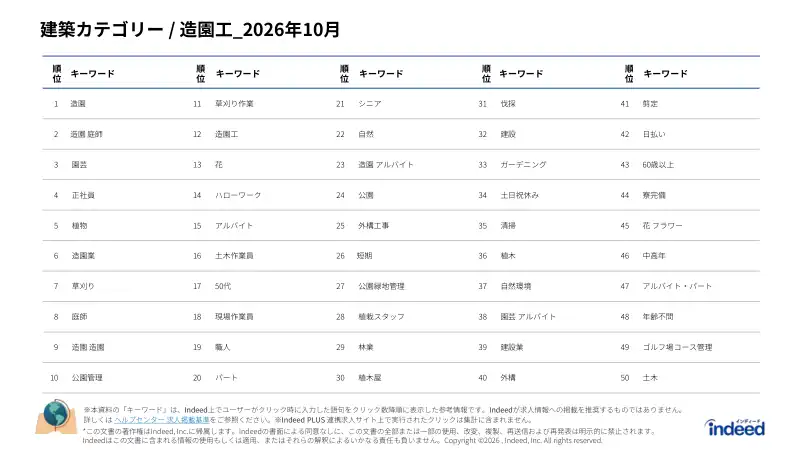 建築カテゴリー / 造園工_2026年10月
順位 キーワード 順位 キーワード 順位 キーワード 順位 キーワード 順位 キーワード
1 造園 11 草刈り作業 21 シニア 31 伐採 41 剪定
2 造園 庭師 12 造園工 22 自然 32 建設 42 日払い
3 園芸 13 花 23 造園 アルバイト 33 ガーデニング 43 60歳以上
4 正社員 14 ハローワーク 24 公園 34 土日祝休み 44 寮完備
5 植物 15 アルバイト 25 外構工事 35 清掃 45 花 フラワー
6 造園業 16 土木作業員 26 短期 36 植木 46 中高年
7 草刈り 17 50代 27 公園緑地管理 37 自然環境 47 アルバイト・パート
8 庭師 18 現場作業員 28 植栽スタッフ 38 園芸 アルバイト 48 年齢不問
9 造園 造園 19 職人 29 林業 39 建設業 49 ゴルフ場コース管理
10 公園管理 20 パート 30 植木屋 40 外構 50 土木
※本資料の「キーワード」は、Indeed上でユーザーがクリック時に入力した語句をクリック数降順に表示した参考情報です。Indeedが求人情報への掲載を推奨するものではありません。
詳しくは ヘルプセンター 求人掲載基準をご参照ください。※Indeed PLUS 連携求人サイト上で実行されたクリックは集計に含まれません。
*この文書の著作権はIndeed, Inc.に帰属します。Indeedの書面による同意なしに、この文書の全部または一部の使用、改変、複製、再送信および再発表は明示的に禁止されます。
Indeedはこの文書に含まれる情報の使用もしくは適用、またはそれらの解釈によるいかなる責任も負いません。Copyright ©2026 , Indeed, Inc. All rights reserved.
インディード
indeed